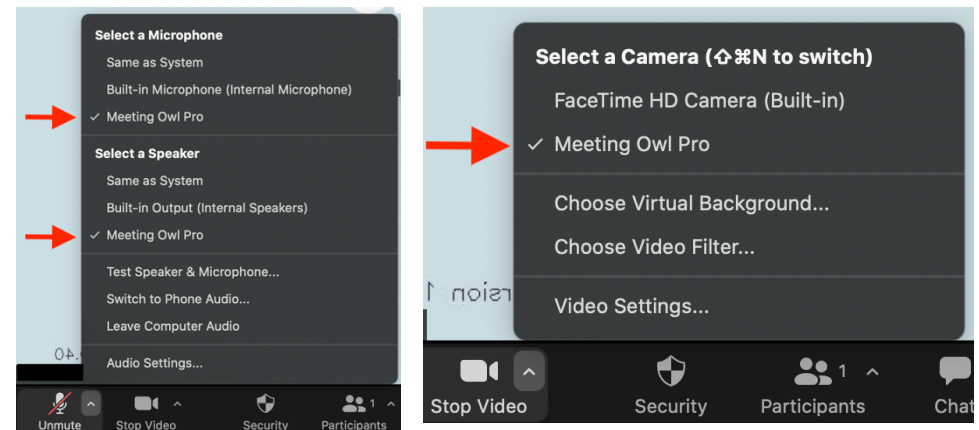 Select a Microphone
Same as System
Built-in Microphone (Internal Microphone)
✓ Meeting Owl Pro
Select a Speaker
Same as System
Built-in Output (Internal Speakers)
✓ Meeting Owl Pro
Test Speaker & Microphone...
Switch to Phone Audio...
Leave Computer Audio
Audio Settings...
Unmute
Stop Video
Security
1
Participants
Select a Camera (⇧⌘N to switch)
FaceTime HD Camera (Built-in)
✓ Meeting Owl Pro
Choose Virtual Background...
Choose Video Filter...
Video Settings...
Stop Video
Security
1
Participants
Chat